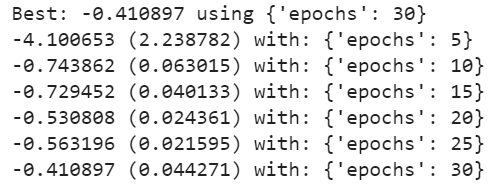 Best: -0.410897 using {'epochs': 30}
-4.100653 (2.238782) with: {'epochs': 5}
-0.743862 (0.063015) with: {'epochs': 10}
-0.729452 (0.040133) with: {'epochs': 15}
-0.530808 (0.024361) with: {'epochs': 20}
-0.563196 (0.021595) with: {'epochs': 25}
-0.410897 (0.044271) with: {'epochs': 30}